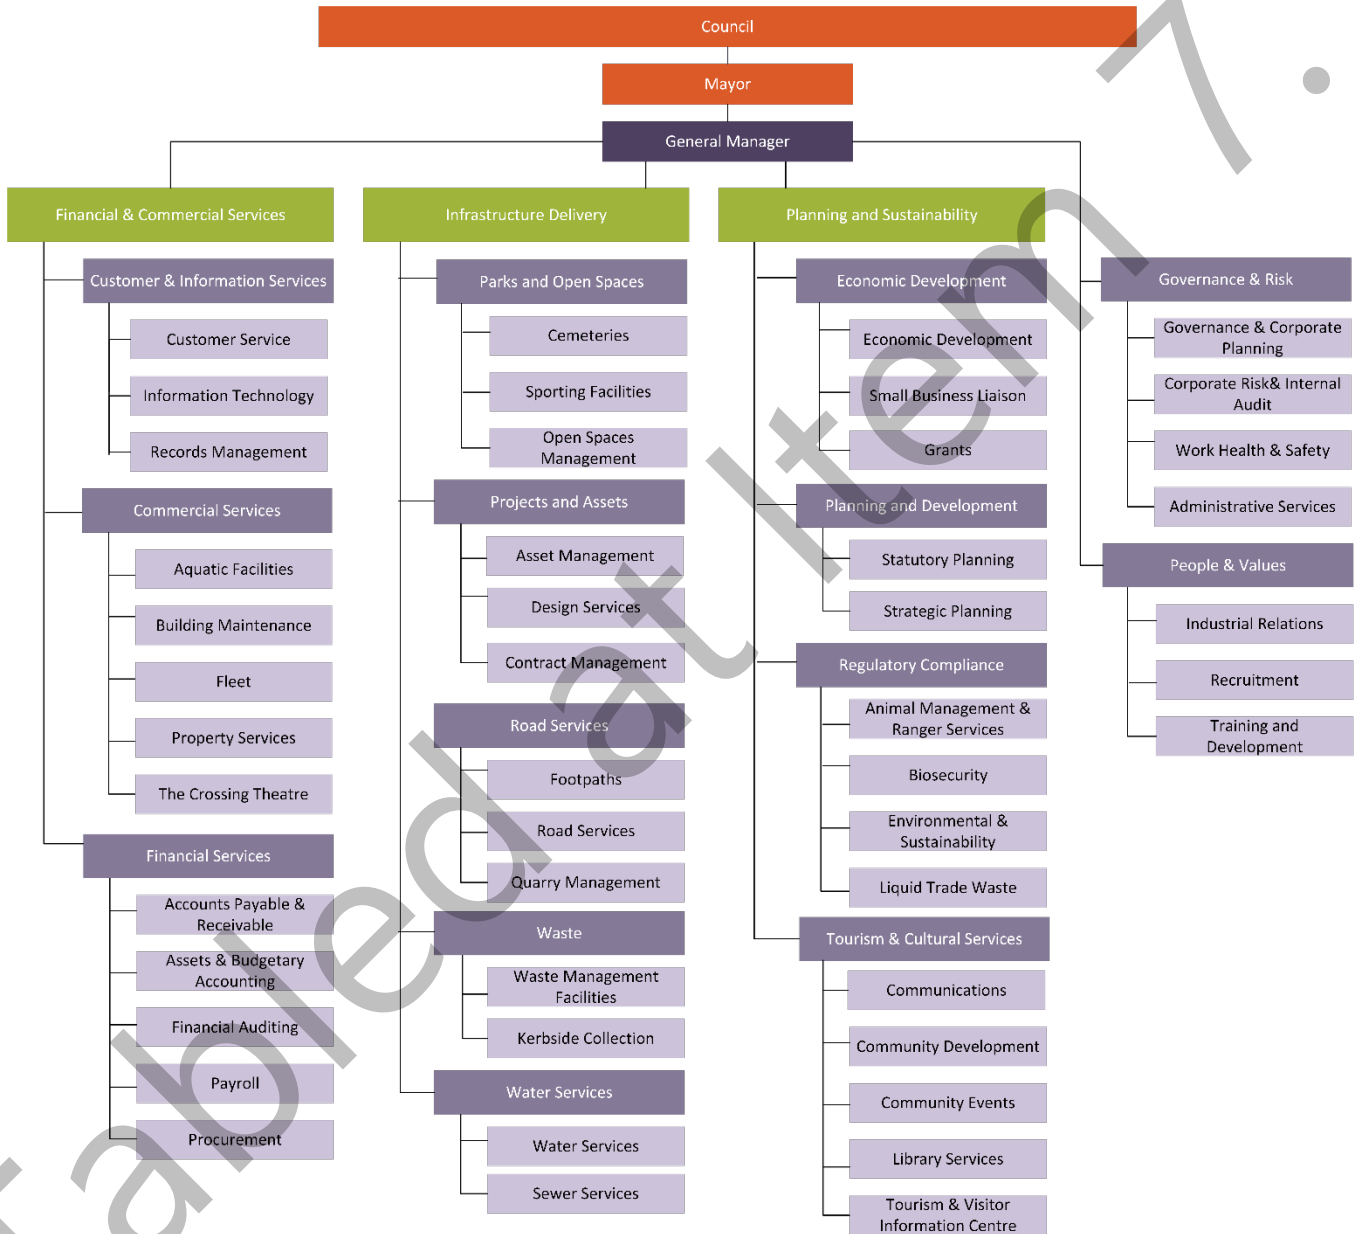 Council
Mayor
General Manager
Financial & Commercial Services
Customer & Information Services
Customer Service
Information Technology
Records Management
Commercial Services
Aquatic Facilities
Building Maintenance
Fleet
Property Services
The Crossing Theatre
Financial Services
Accounts Payable &
Receivable
Assets & Budgetary
Accounting
Financial Auditing
Payroll
Procurement
Infrastructure Delivery
Parks and Open Spaces
Cemeteries
Sporting Facilities
Open Spaces
Management
Projects and Assets
Asset Management
Design Services
Contract Management
Road Services
Footpaths
Road Services
Quarry Management
Waste
Waste Management
Facilities
Kerbside Collection
Water Services
Water Services
Sewer Services
Planning and Sustainability
Economic Development
Economic Development
Small Business Liaison
Grants
Planning and Development
Statutory Planning
Strategic Planning
Regulatory Compliance
Animal Management &
Ranger Services
Biosecurity
Environmental &
Sustainability
Liquid Trade Waste
Tourism & Cultural Services
Communications
Community Development
Community Events
Library Services
Tourism & Visitor
Information Centre
Governance & Risk
Governance & Corporate
Planning
Corporate Risk& Internal
Audit
Work Health & Safety
Administrative Services
People & Values
Industrial Relations
Recruitment
Training and
Development
Tabled at Item 7.